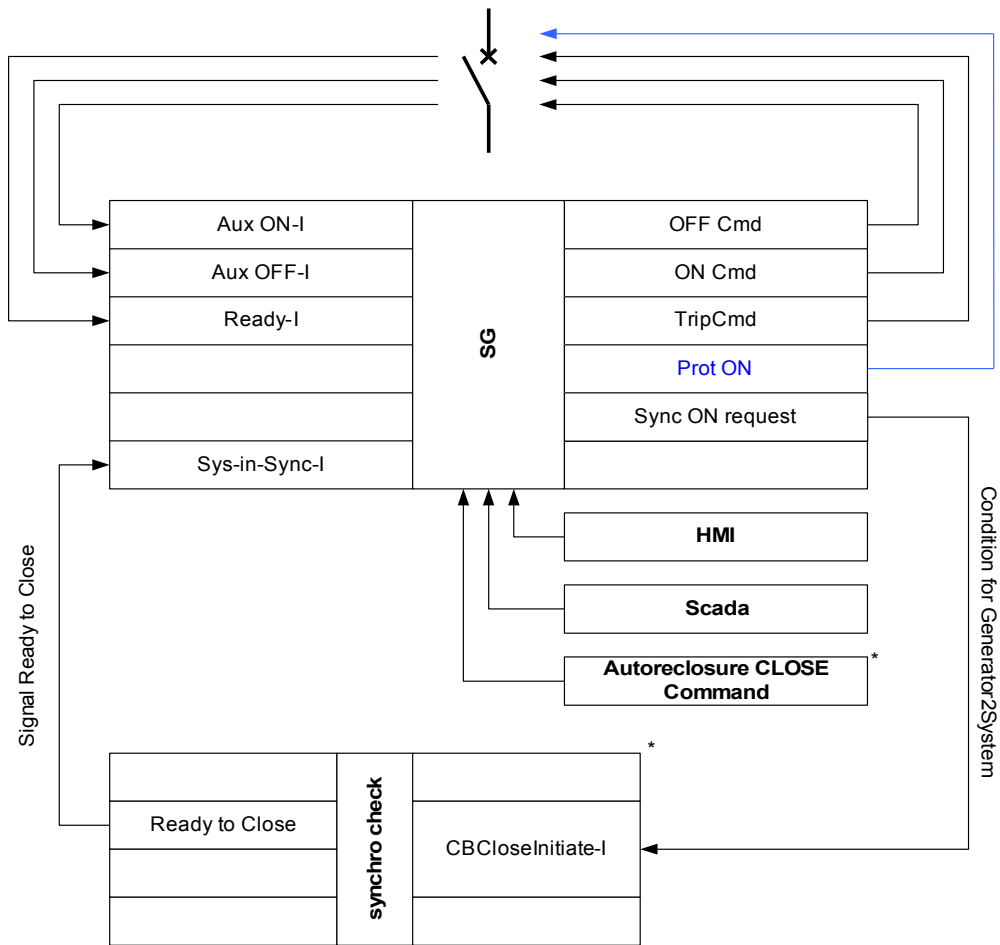 Aux ON-I
OFF Cmd
Aux OFF-I
ON Cmd
Ready-I
SG
TripCmd
Prot ON
Sync ON request
Sys-in-Sync-I
HMI
Scada
Autoreclosure CLOSE
Command
*
Signal Ready to Close
Condition for Generator2System
*
synchro check
Ready to Close
CBCloseInitiate-I